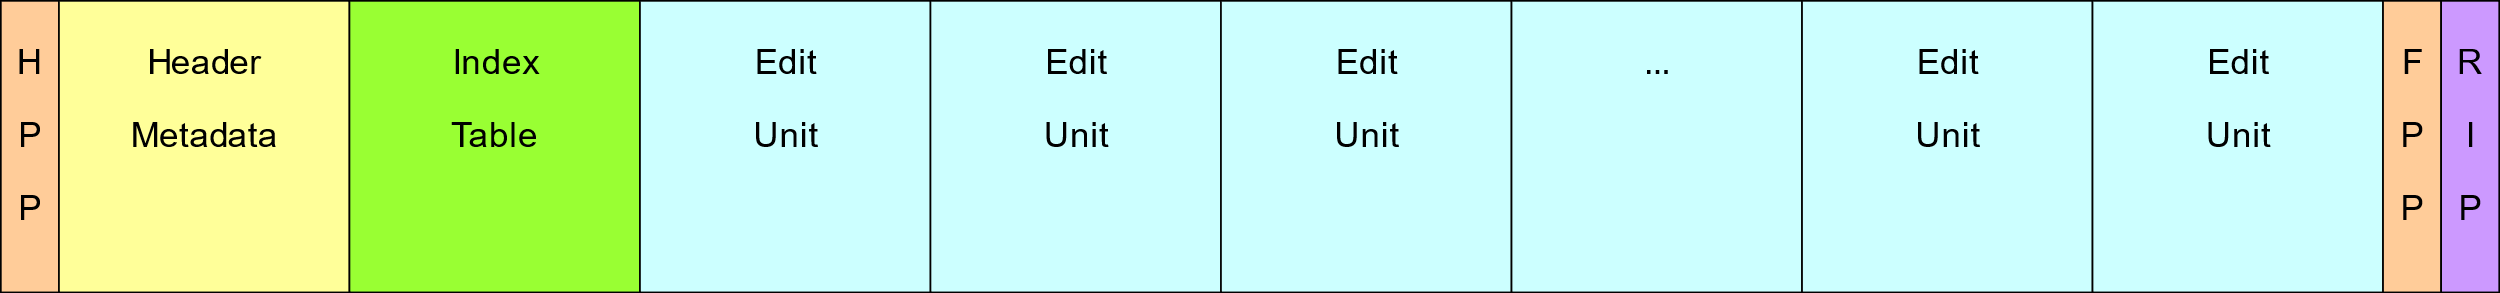 H
P
P
Header
Metadata
Index
Table
Edit
Unit
Edit
Unit
Edit
Unit
...
Edit
Unit
Edit
Unit
F
P
P
R
I
P